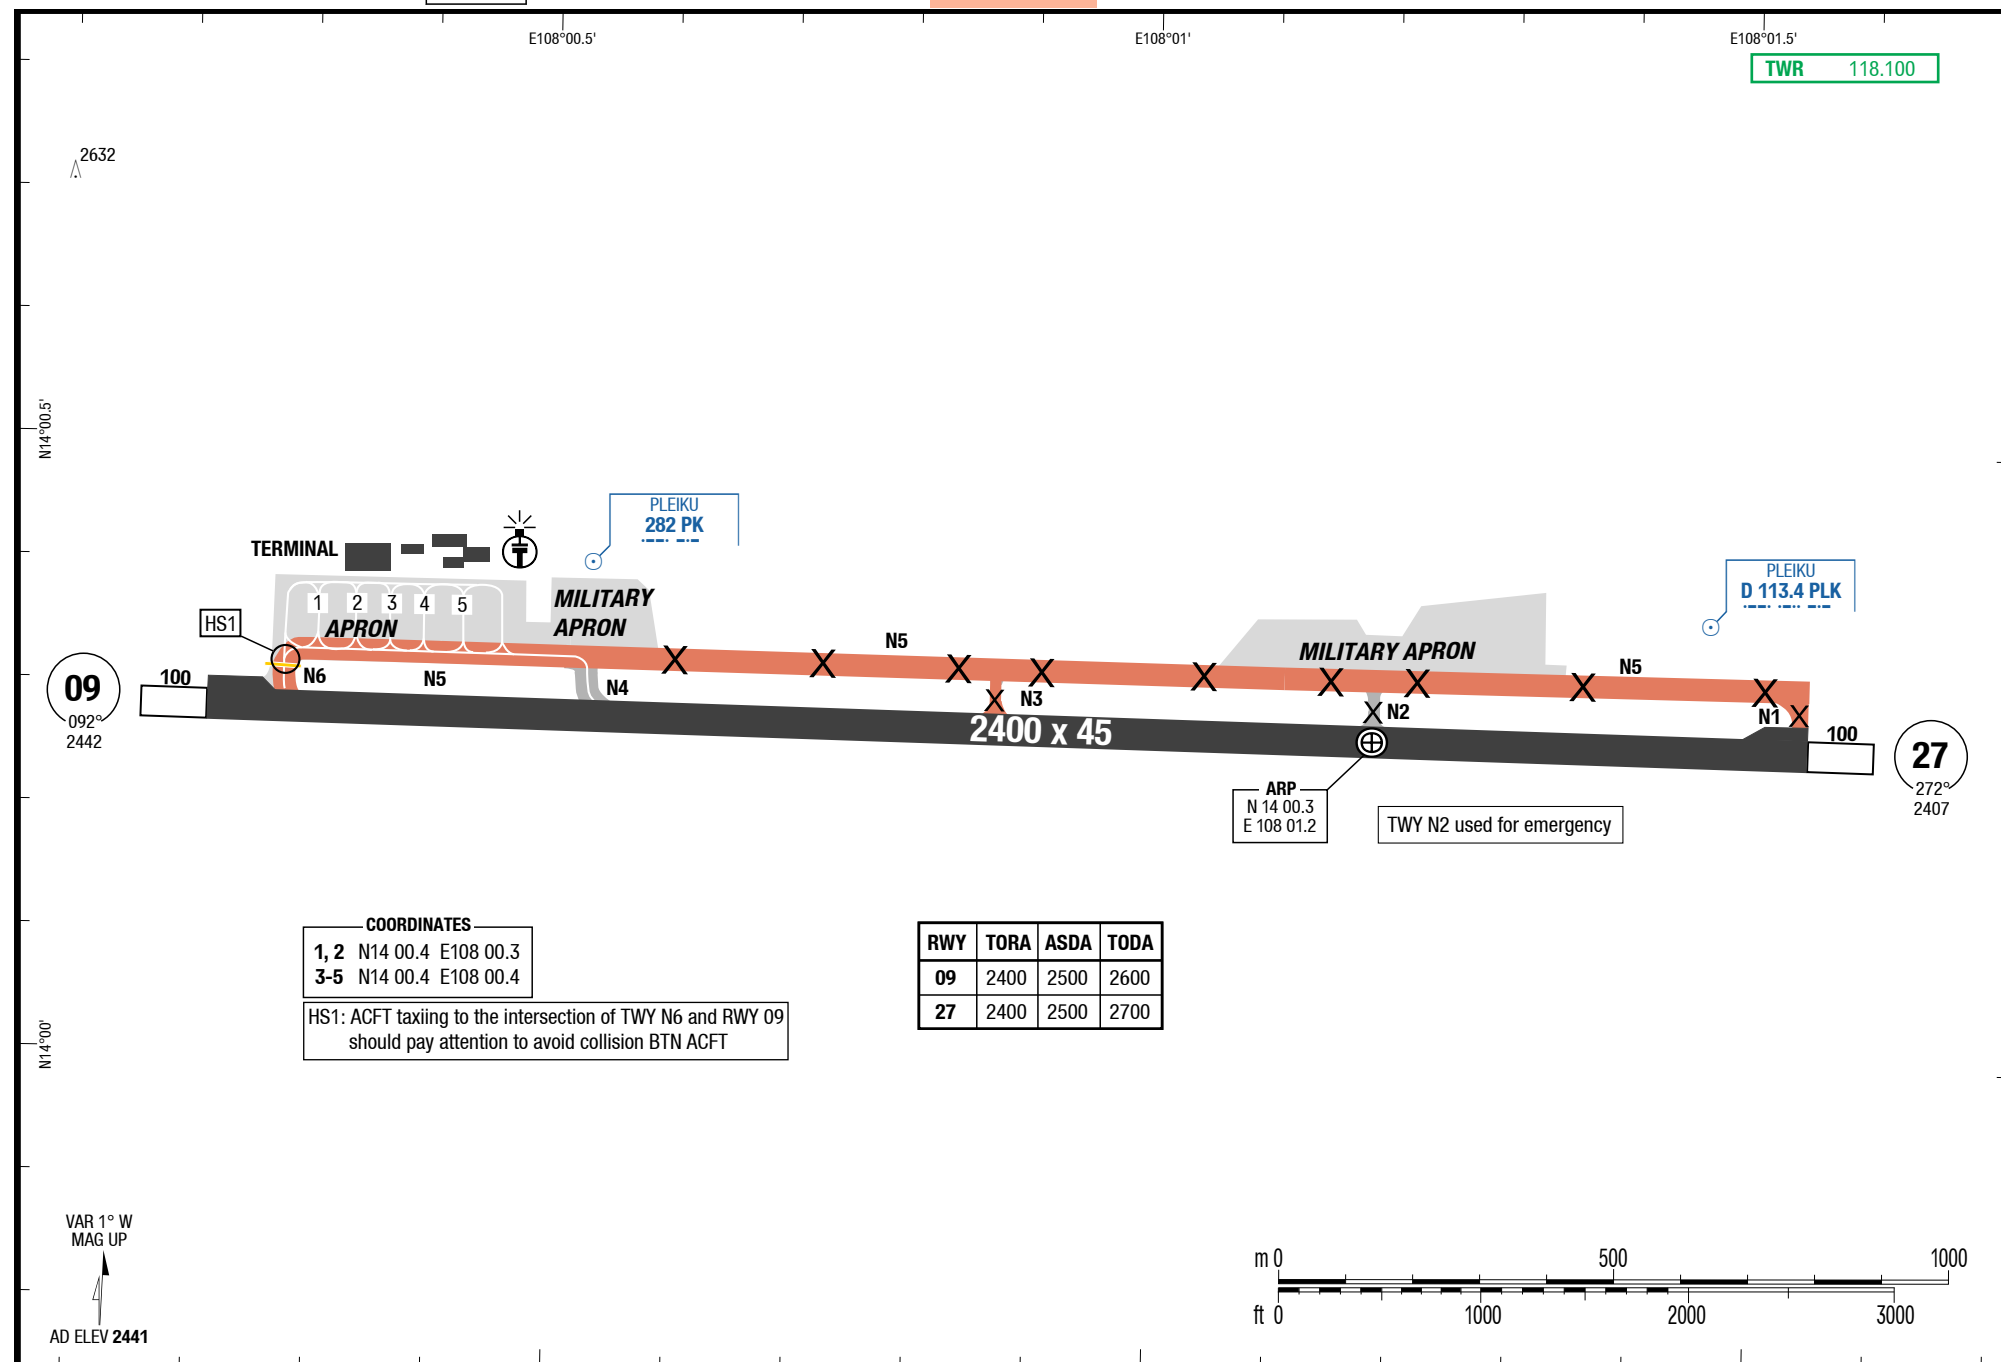 E108°00.5' E108°01' E108°01.5'
TWR 118.100
2632
N14°00.5'
PLEIKU
282 PK
TERMINAL
PLEIKU
D 113.4 PLK
1 2 3 4 5
MILITARY
APRON
APRON
HS1
N5
MILITARY APRON
N5
09
092°
2442
100
N6
N5
N4
N3
N2
N1
2400 x 45
100
27
272°
2407
ARP
N 14 00.3
E 108 01.2
TWY N2 used for emergency
COORDINATES
1, 2 N14 00.4 E108 00.3
3-5 N14 00.4 E108 00.4
HS1: ACFT taxiing to the intersection of TWY N6 and RWY 09
should pay attention to avoid collision BTN ACFT
RWY TORA ASDA TODA
09 2400 2500 2600
27 2400 2500 2700
N14°00'
VAR 1° W
MAG UP
AD ELEV 2441
m 0 500 1000
ft 0 1000 2000 3000